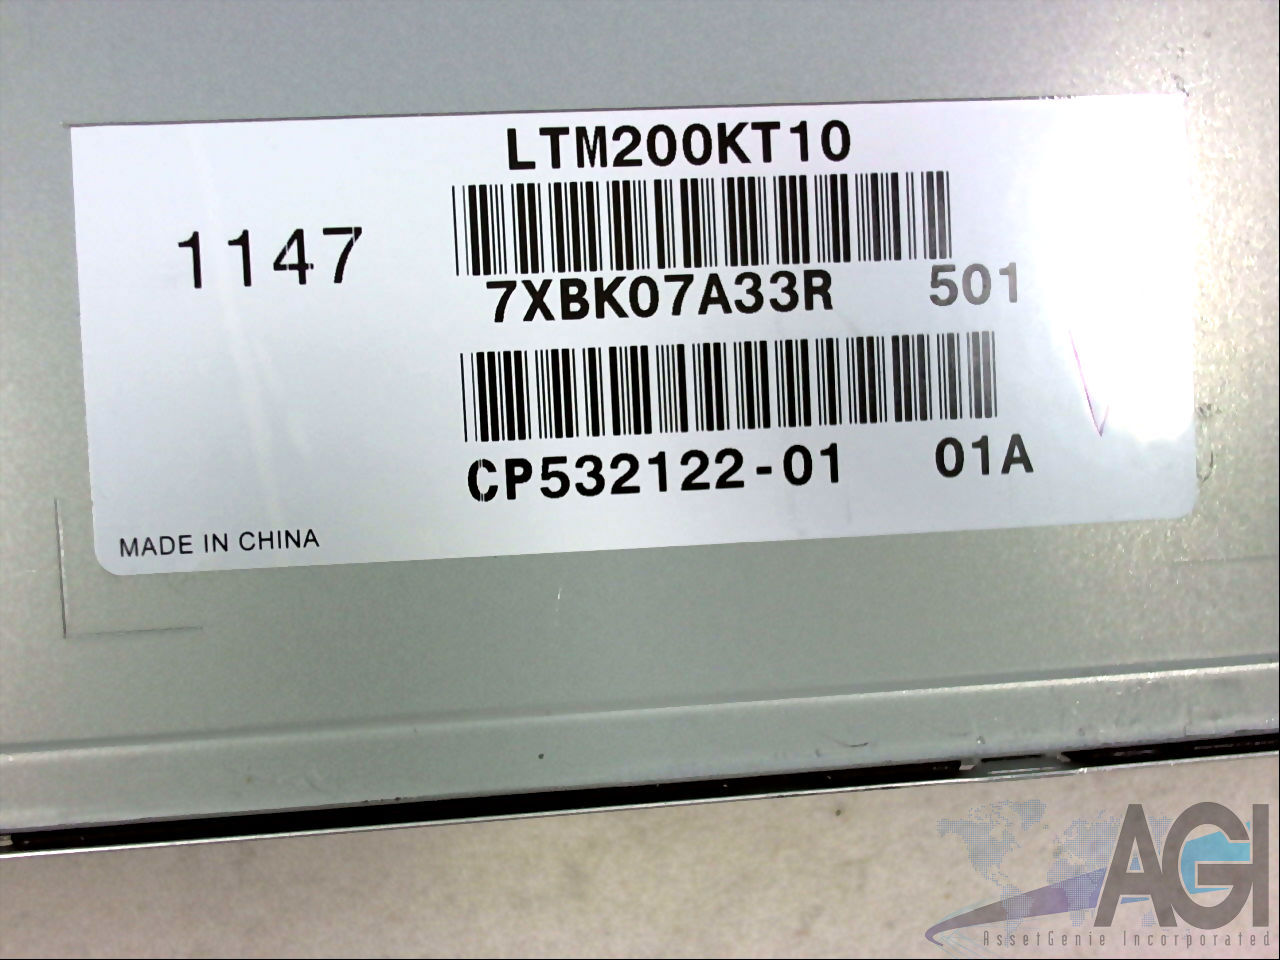 LTM200KT10
1147
7XBK07A33R 501
CP532122-01 01A
MADE IN CHINA
AGI
AssetGenie Incorporated